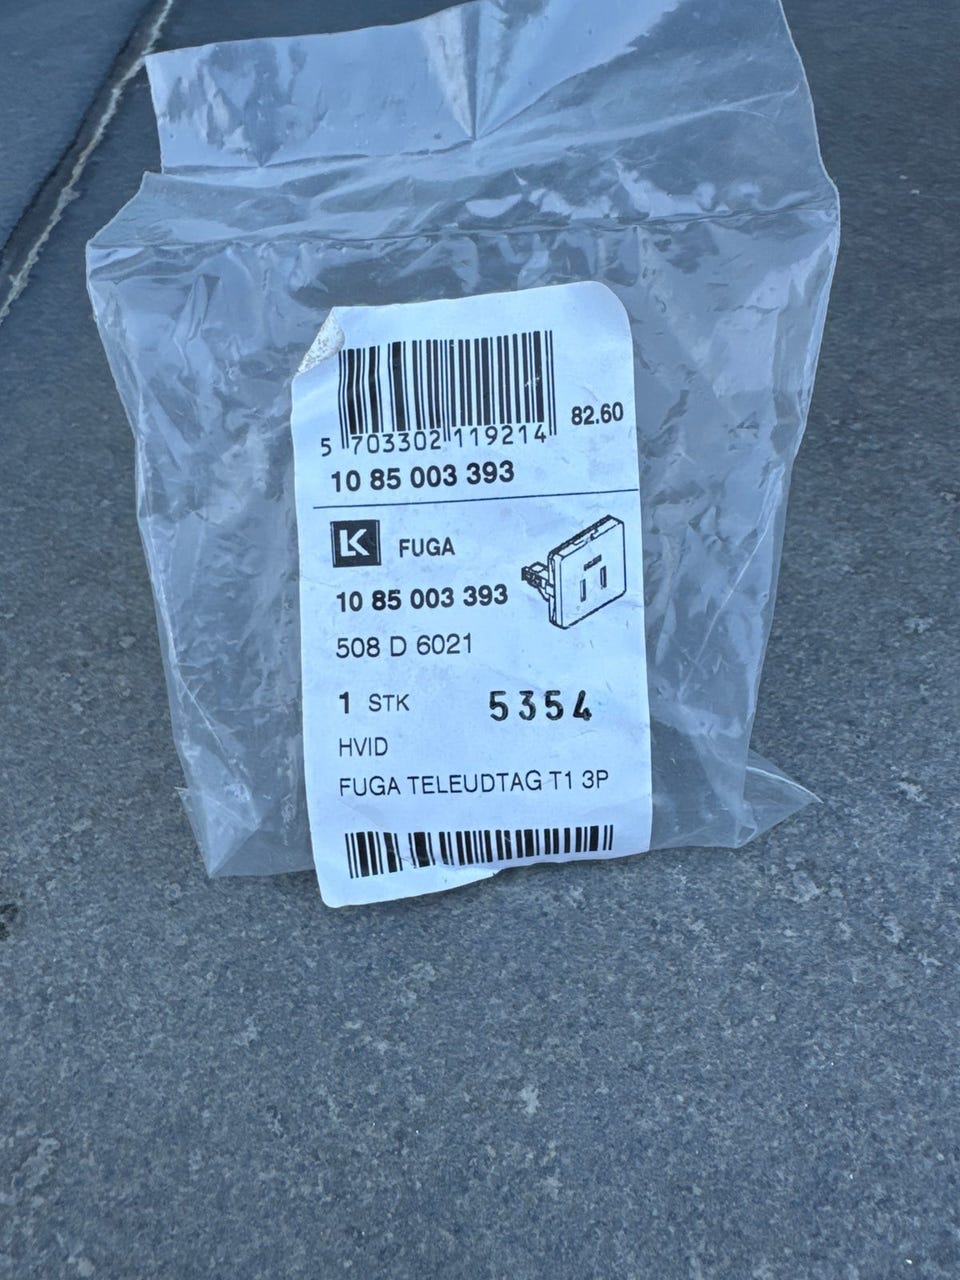 82.60
5 703302 119214
10 85 003 393
LK FUGA
10 85 003 393
508 D 6021
1 STK 5354
HVID
FUGA TELEUDTAG T1 3P